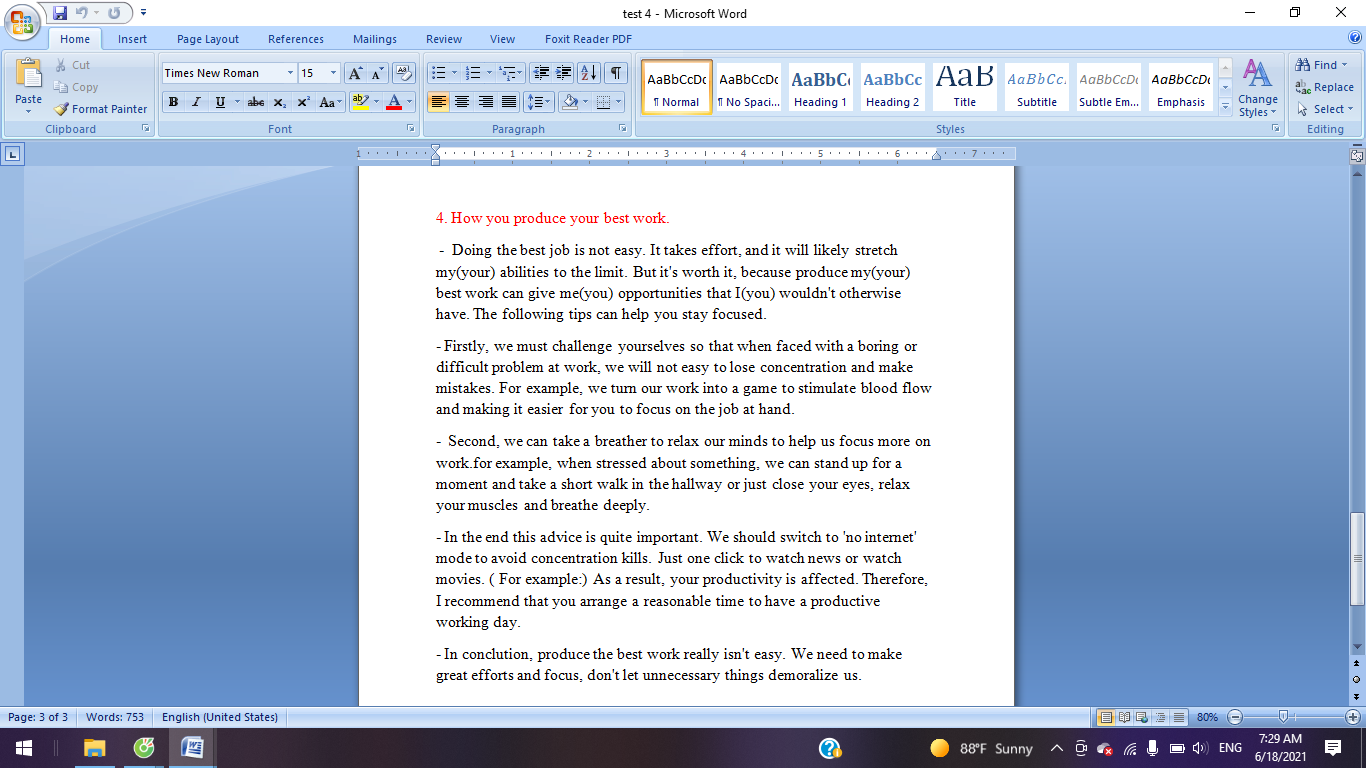 test 4 - Microsoft Word
Home Insert Page Layout References Mailings Review View Foxit Reader PDF
Paste
Cut
Copy
Format Painter
Clipboard
Times New Roman 15
Font
Paragraph
AaBbCcDc AaBbCcDc AaBbC AaBbCc AaB AaBbCc. AaBbCcDc AaBbCcDc
¶ Normal ¶ No Spaci... Heading 1 Heading 2 Title Subtitle Subtle Em... Emphasis
Change Styles
Styles
Find
Replace
Select
Editing
1 1 2 3 4 5 6 7
4. How you produce your best work.
- Doing the best job is not easy. It takes effort, and it will likely stretch
my(your) abilities to the limit. But it's worth it, because produce my(your)
best work can give me(you) opportunities that I(you) wouldn't otherwise
have. The following tips can help you stay focused.
- Firstly, we must challenge yourselves so that when faced with a boring or
difficult problem at work, we will not easy to lose concentration and make
mistakes. For example, we turn our work into a game to stimulate blood flow
and making it easier for you to focus on the job at hand.
- Second, we can take a breather to relax our minds to help us focus more on
work.for example, when stressed about something, we can stand up for a
moment and take a short walk in the hallway or just close your eyes, relax
your muscles and breathe deeply.
- In the end this advice is quite important. We should switch to 'no internet'
mode to avoid concentration kills. Just one click to watch news or watch
movies. ( For example:) As a result, your productivity is affected. Therefore,
I recommend that you arrange a reasonable time to have a productive
working day.
- In conclution, produce the best work really isn't easy. We need to make
great efforts and focus, don't let unnecessary things demoralize us.
Page: 3 of 3 Words: 753 English (United States) 80%
88°F Sunny ENG 7:29 AM
6/18/2021